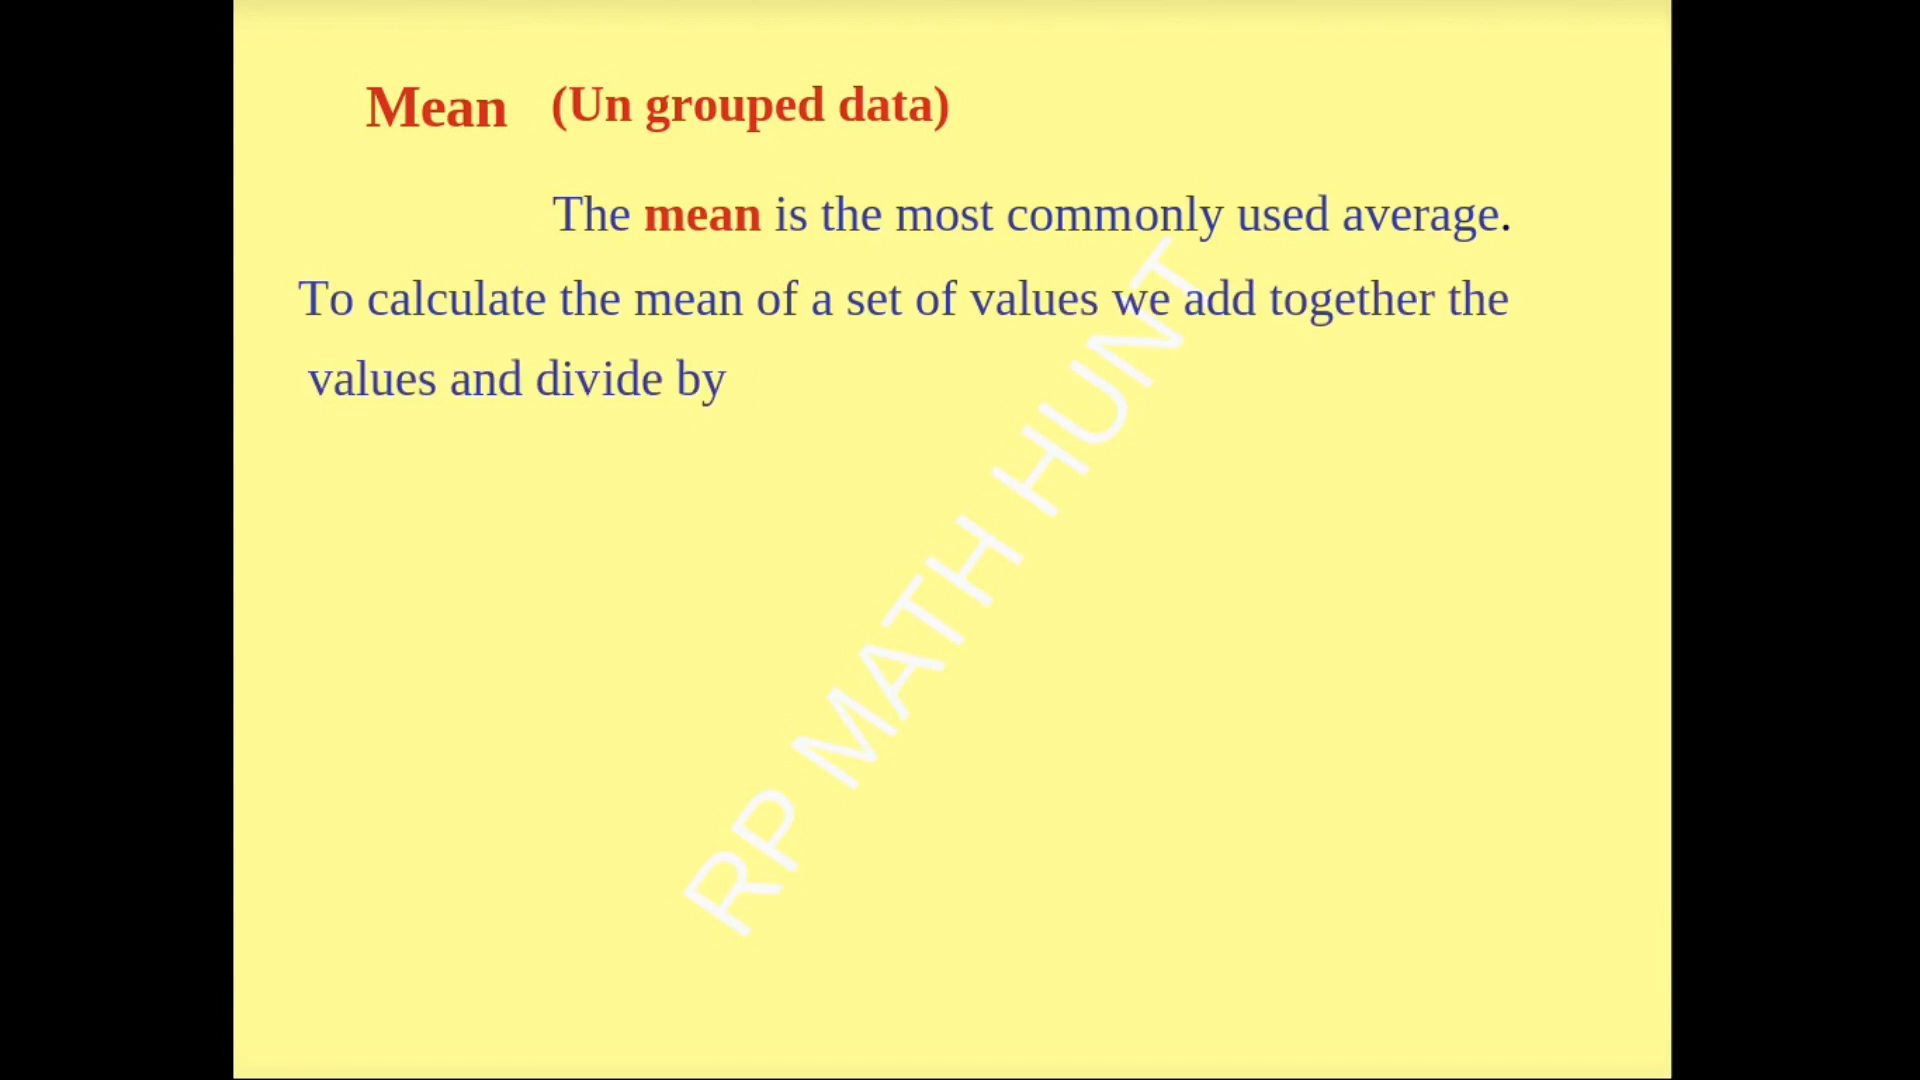 Mean (Un grouped data)
The mean is the most commonly used average.
To calculate the mean of a set of values we add together the
values and divide by
RP MATH HUNT